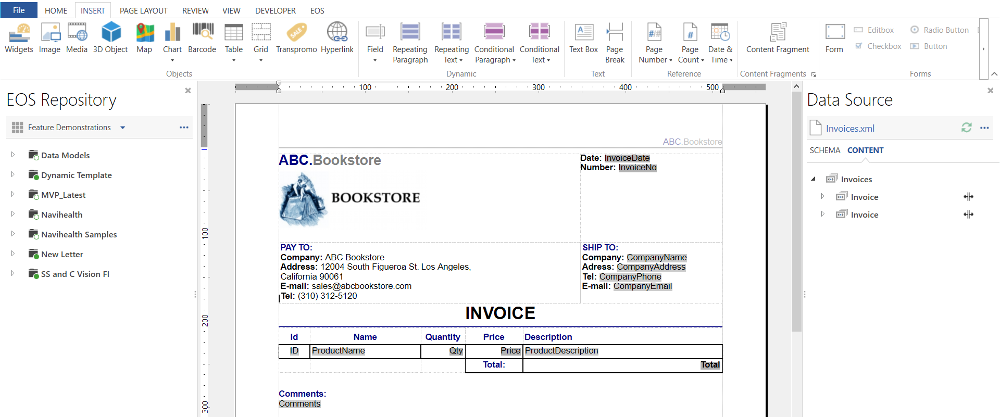 File HOME INSERT PAGE LAYOUT REVIEW VIEW DEVELOPER EOS
Widgets Image Media 3D Object Map Chart Barcode Table Grid Transpromo Hyperlink
SALE
Objects
Field Repeating Paragraph Repeating Text Conditional Paragraph Conditional Text
Dynamic
Text Box Page Break
Text
Page Number Page Count Date & Time
Reference
Content Fragment
Content Fragments
Form Editbox Radio Button
Checkbox Button
Forms
EOS Repository
Feature Demonstrations
Data Models
Dynamic Template
MVP_Latest
Navihealth
Navihealth Samples
New Letter
SS and C Vision FI
100 200 300 400 500
100
200
300
ABC.Bookstore
ABC.Bookstore
BOOKSTORE
Date: InvoiceDate
Number: InvoiceNo
PAY TO:
Company: ABC Bookstore
Address: 12004 South Figueroa St. Los Angeles,
California 90061
E-mail: sales@abcbookstore.com
Tel: (310) 312-5120
SHIP TO:
Company: CompanyName
Adress: CompanyAddress
Tel: CompanyPhone
E-mail: CompanyEmail
INVOICE
Id Name Quantity Price Description
ID ProductName Qty Price ProductDescription
Total: Total
Comments:
Comments
Data Source
Invoices.xml
SCHEMA CONTENT
Invoices
Invoice
Invoice